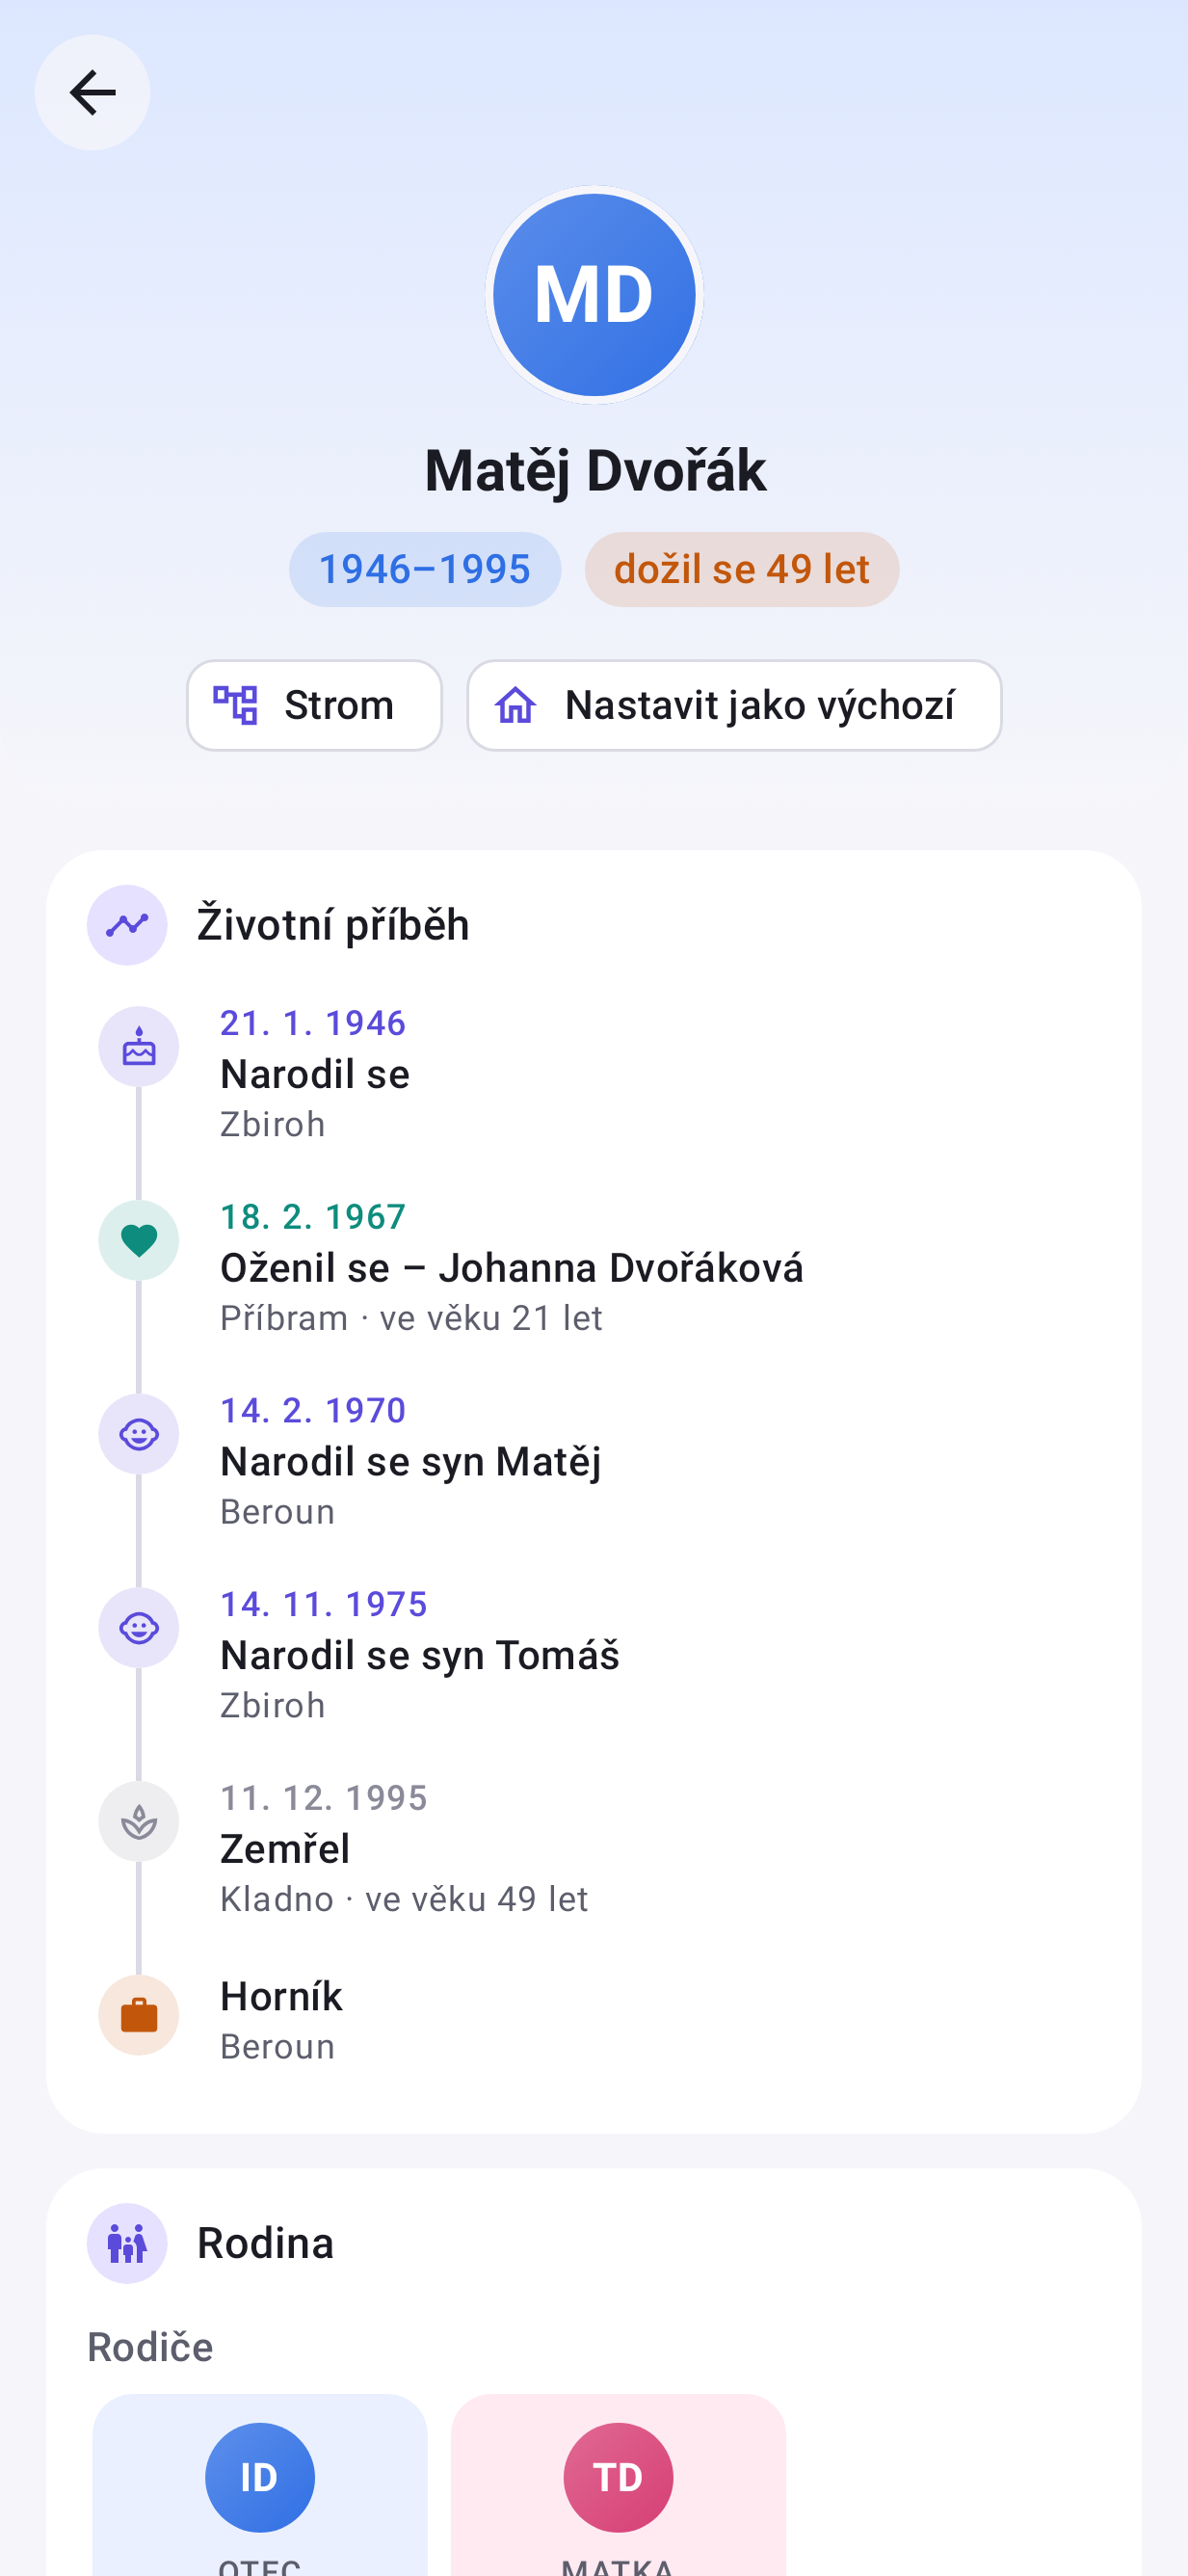 MD
Matěj Dvořák
1946–1995
dožil se 49 let
Strom
Nastavit jako výchozí
Životní příběh
21. 1. 1946
Narodil se
Zbiroh
18. 2. 1967
Oženil se – Johanna Dvořáková
Příbram · ve věku 21 let
14. 2. 1970
Narodil se syn Matěj
Beroun
14. 11. 1975
Narodil se syn Tomáš
Zbiroh
11. 12. 1995
Zemřel
Kladno · ve věku 49 let
Horník
Beroun
Rodina
Rodiče
ID
TD
OTEC
MATKA